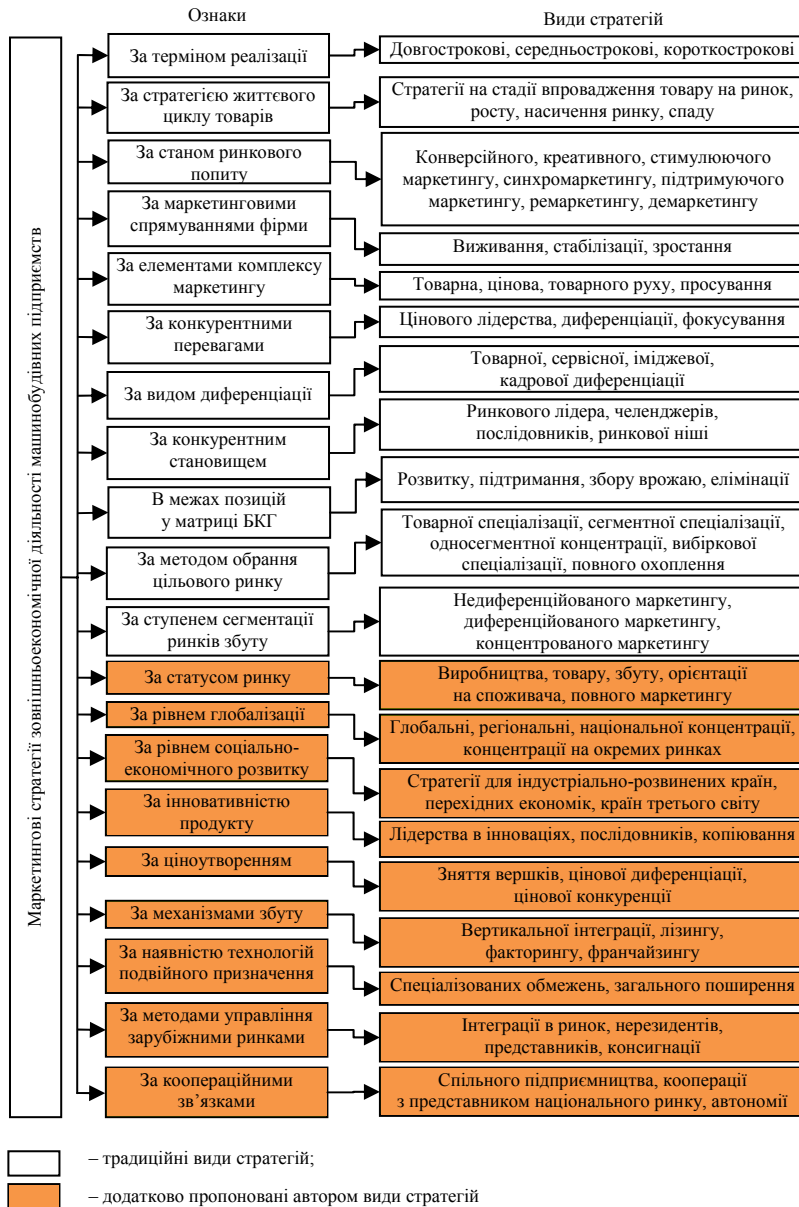 Ознаки
Види стратегій
Маркетингові стратегії зовнішньоекономічної діяльності машинобудівних підприємств
За терміном реалізації
Довгострокові, середньострокові, короткострокові
За стратегією життєвого
циклу товарів
Стратегії на стадії впровадження товару на ринок,
росту, насичення ринку, спаду
За станом ринкового
попиту
Конверсійного, креативного, стимулюючого
маркетингу, синхромаркетингу, підтримуючого
маркетингу, ремаркетингу, демаркетингу
За маркетинговими
спрямуваннями фірми
Виживання, стабілізації, зростання
За елементами комплексу
маркетингу
Товарна, цінова, товарного руху, просування
За конкурентними
перевагами
Цінового лідерства, диференціації, фокусування
За видом диференціації
Товарної, сервісної, іміджевої,
кадрової диференціації
За конкурентним
становищем
Ринкового лідера, челенджерів,
послідовників, ринкової ніші
В межах позицій
у матриці БКГ
Розвитку, підтримання, збору врожаю, елімінації
За методом обрання
цільового ринку
Товарної спеціалізації, сегментної спеціалізації,
односегментної концентрації, вибіркової
спеціалізації, повного охоплення
За ступенем сегментації
ринків збуту
Недиференційованого маркетингу,
диференційованого маркетингу,
концентрованого маркетингу
За статусом ринку
Виробництва, товару, збуту, орієнтації
на споживача, повного маркетингу
За рівнем глобалізації
Глобальні, регіональні, національної концентрації,
концентрації на окремих ринках
За рівнем соціально-
економічного розвитку
Стратегії для індустріально-розвинених країн,
перехідних економік, країн третього світу
За інновативністю
продукту
Лідерства в інноваціях, послідовників, копіювання
За ціноутворенням
Зняття вершків, цінової диференціації,
цінової конкуренції
За механізмами збуту
Вертикальної інтеграції, лізингу,
факторингу, франчайзингу
За наявністю технологій
подвійного призначення
Спеціалізованих обмежень, загального поширення
За методами управління
зарубіжними ринками
Інтеграції в ринок, нерезидентів,
представників, консигнації
За коопераційними
зв’язками
Спільного підприємництва, кооперації
з представником національного ринку, автономії
– традиційні види стратегій;
– додатково пропоновані автором види стратегій